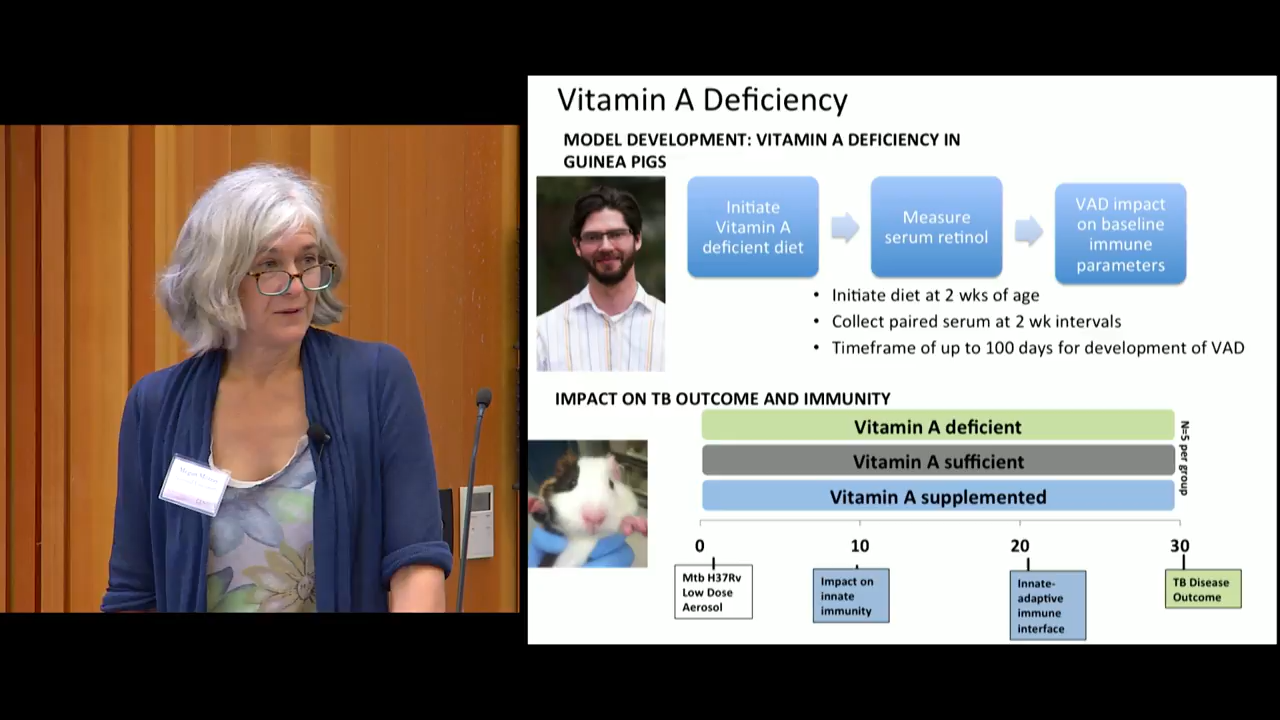 Vitamin A Deficiency
MODEL DEVELOPMENT: VITAMIN A DEFICIENCY IN
GUINEA PIGS
Initiate
Vitamin A
deficient diet
Measure
serum retinol
VAD impact
on baseline
immune
parameters
• Initiate diet at 2 wks of age
• Collect paired serum at 2 wk intervals
• Timeframe of up to 100 days for development of VAD
IMPACT ON TB OUTCOME AND IMMUNITY
Vitamin A deficient
Vitamin A sufficient
Vitamin A supplemented
N=5 per group
0 10 20 30
Mtb H37Rv
Low Dose
Aerosol
Impact on
innate
immunity
Innate-
adaptive
immune
interface
TB Disease
Outcome